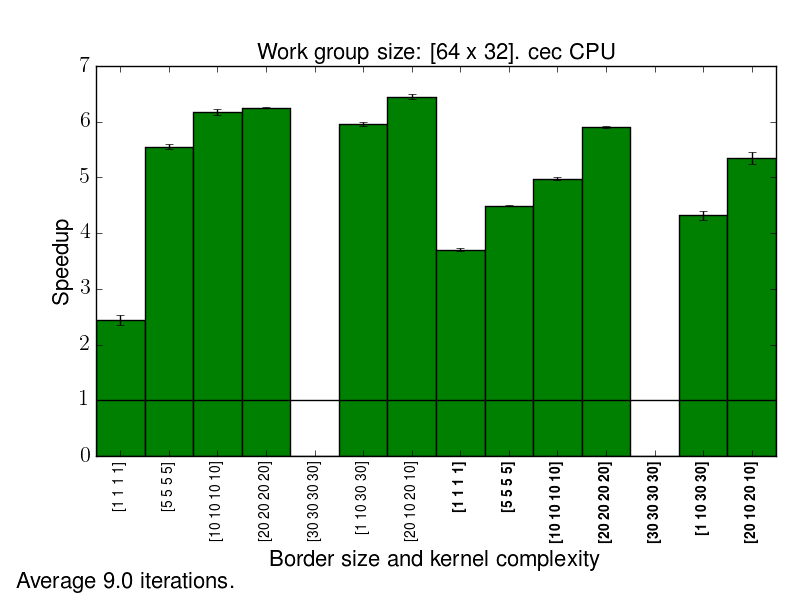 Work group size: [64 x 32]. cec CPU
7
6
5
4
3
2
1
0
Speedup
[1 1 1 1]
[5 5 5 5]
[10 10 10 10]
[20 20 20 20]
[30 30 30 30]
[1 10 30 30]
[20 10 20 10]
[1 1 1 1]
[5 5 5 5]
[10 10 10 10]
[20 20 20 20]
[30 30 30 30]
[1 10 30 30]
[20 10 20 10]
Border size and kernel complexity
Average 9.0 iterations.